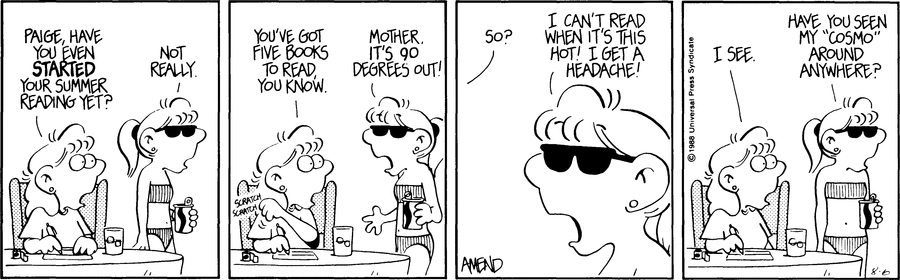 PAIGE, HAVE
YOU EVEN
STARTED
YOUR SUMMER
READING YET?
NOT
REALLY.
YOU'VE GOT
FIVE BOOKS
TO READ,
YOU KNOW.
MOTHER.
IT'S 90
DEGREES OUT!
SCRATCH
SCRATCH
SO?
I CAN'T READ
WHEN IT'S THIS
HOT! I GET A
HEADACHE!
AMEND
© 1988 Universal Press Syndicate
I SEE.
HAVE YOU SEEN
MY "COSMO"
AROUND
ANYWHERE?
8-6